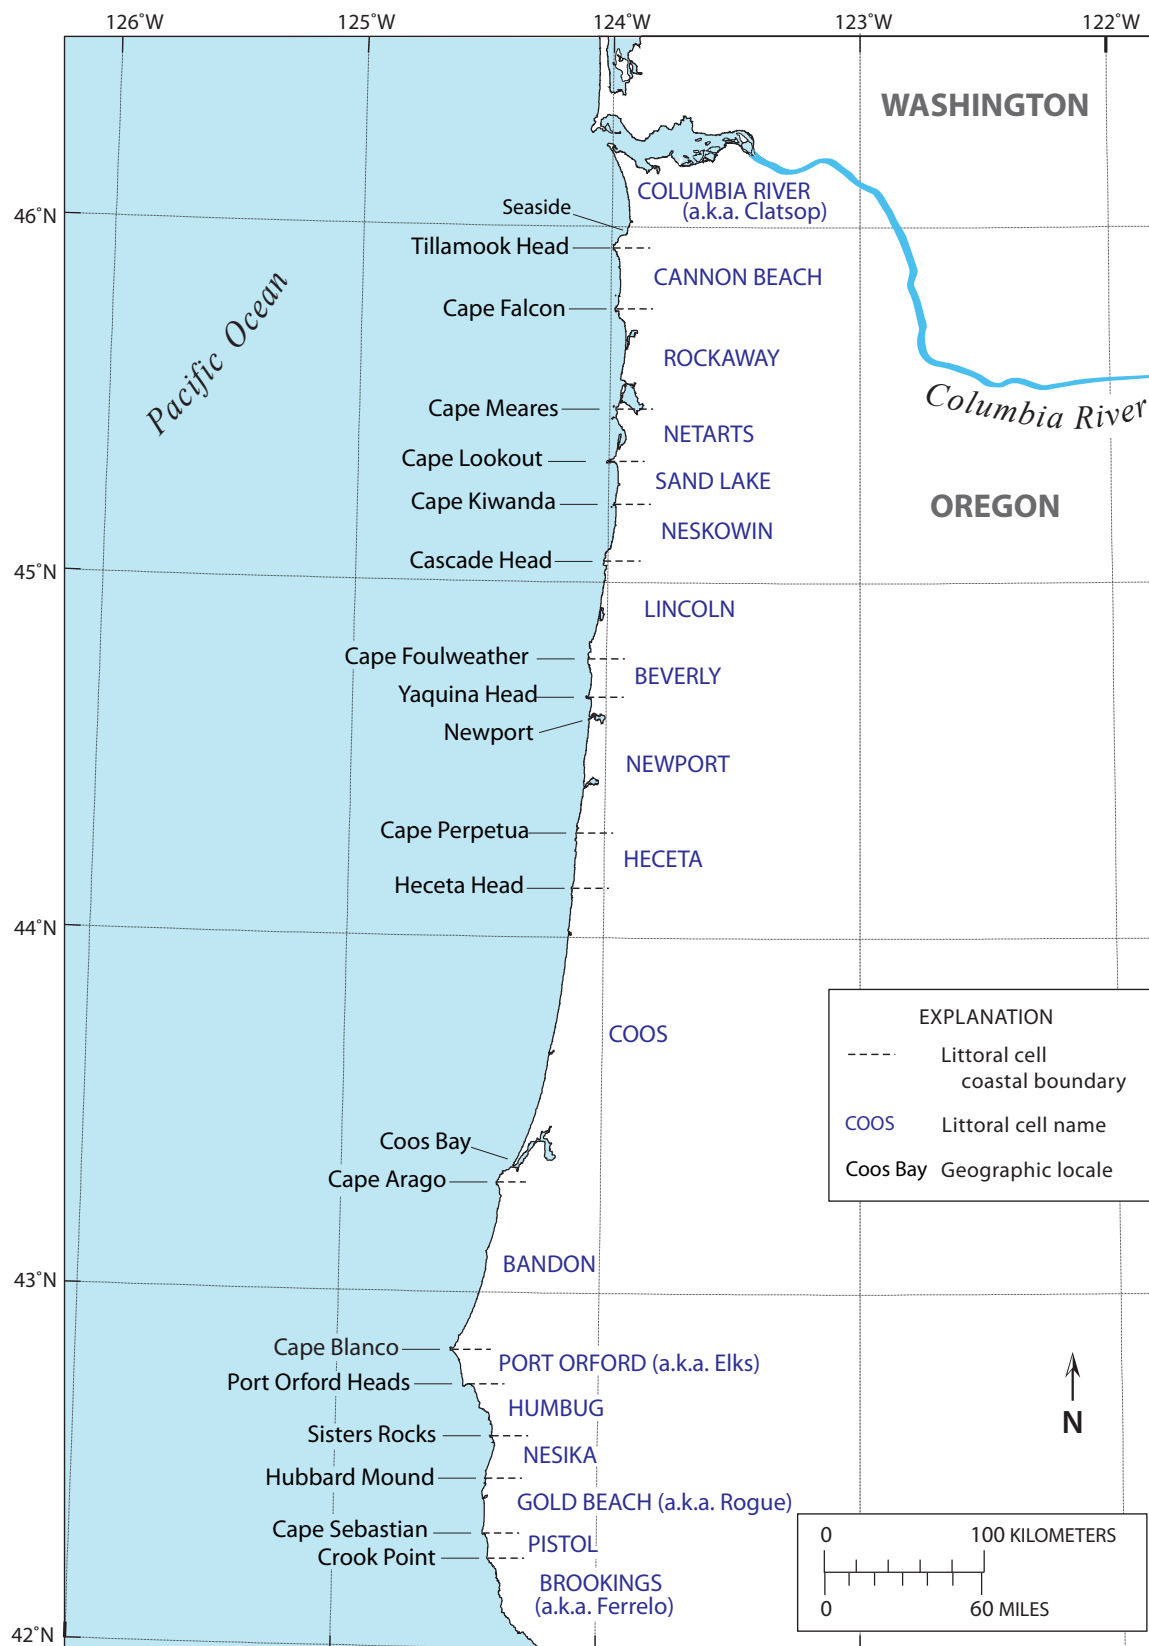 126°W
125°W
124°W
123°W
122°W
WASHINGTON
COLUMBIA RIVER
(a.k.a. Clatsop)
46°N
Seaside
Tillamook Head
CANNON BEACH
Cape Falcon
Pacific Ocean
ROCKAWAY
Columbia River
Cape Meares
NETARTS
Cape Lookout
SAND LAKE
Cape Kiwanda
OREGON
NESKOWIN
Cascade Head
45°N
LINCOLN
Cape Foulweather
BEVERLY
Yaquina Head
Newport
NEWPORT
Cape Perpetua
HECETA
Heceta Head
44°N
EXPLANATION
Littoral cell
coastal boundary
COOS
Littoral cell name
Coos Bay
Geographic locale
COOS
Coos Bay
Cape Arago
BANDON
43°N
Cape Blanco
PORT ORFORD (a.k.a. Elks)
Port Orford Heads
HUMBUG
N
Sisters Rocks
NESIKA
Hubbard Mound
GOLD BEACH (a.k.a. Rogue)
Cape Sebastian
PISTOL
Crook Point
BROOKINGS
(a.k.a. Ferrelo)
0 100 KILOMETERS
0 60 MILES
42°N